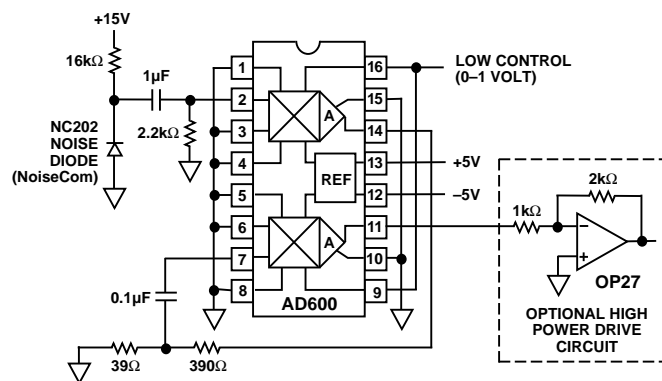 +15V
16kΩ
1µF
NC202
NOISE
DIODE
(NoiseCom)
2.2kΩ
1
2
3
4
5
6
7
8
16
15
14
13
12
11
10
9
A
REF
A
AD600
LOW CONTROL
(0–1 VOLT)
+5V
–5V
0.1µF
39Ω
390Ω
1kΩ
2kΩ
–
+
OP27
OPTIONAL HIGH
POWER DRIVE
CIRCUIT